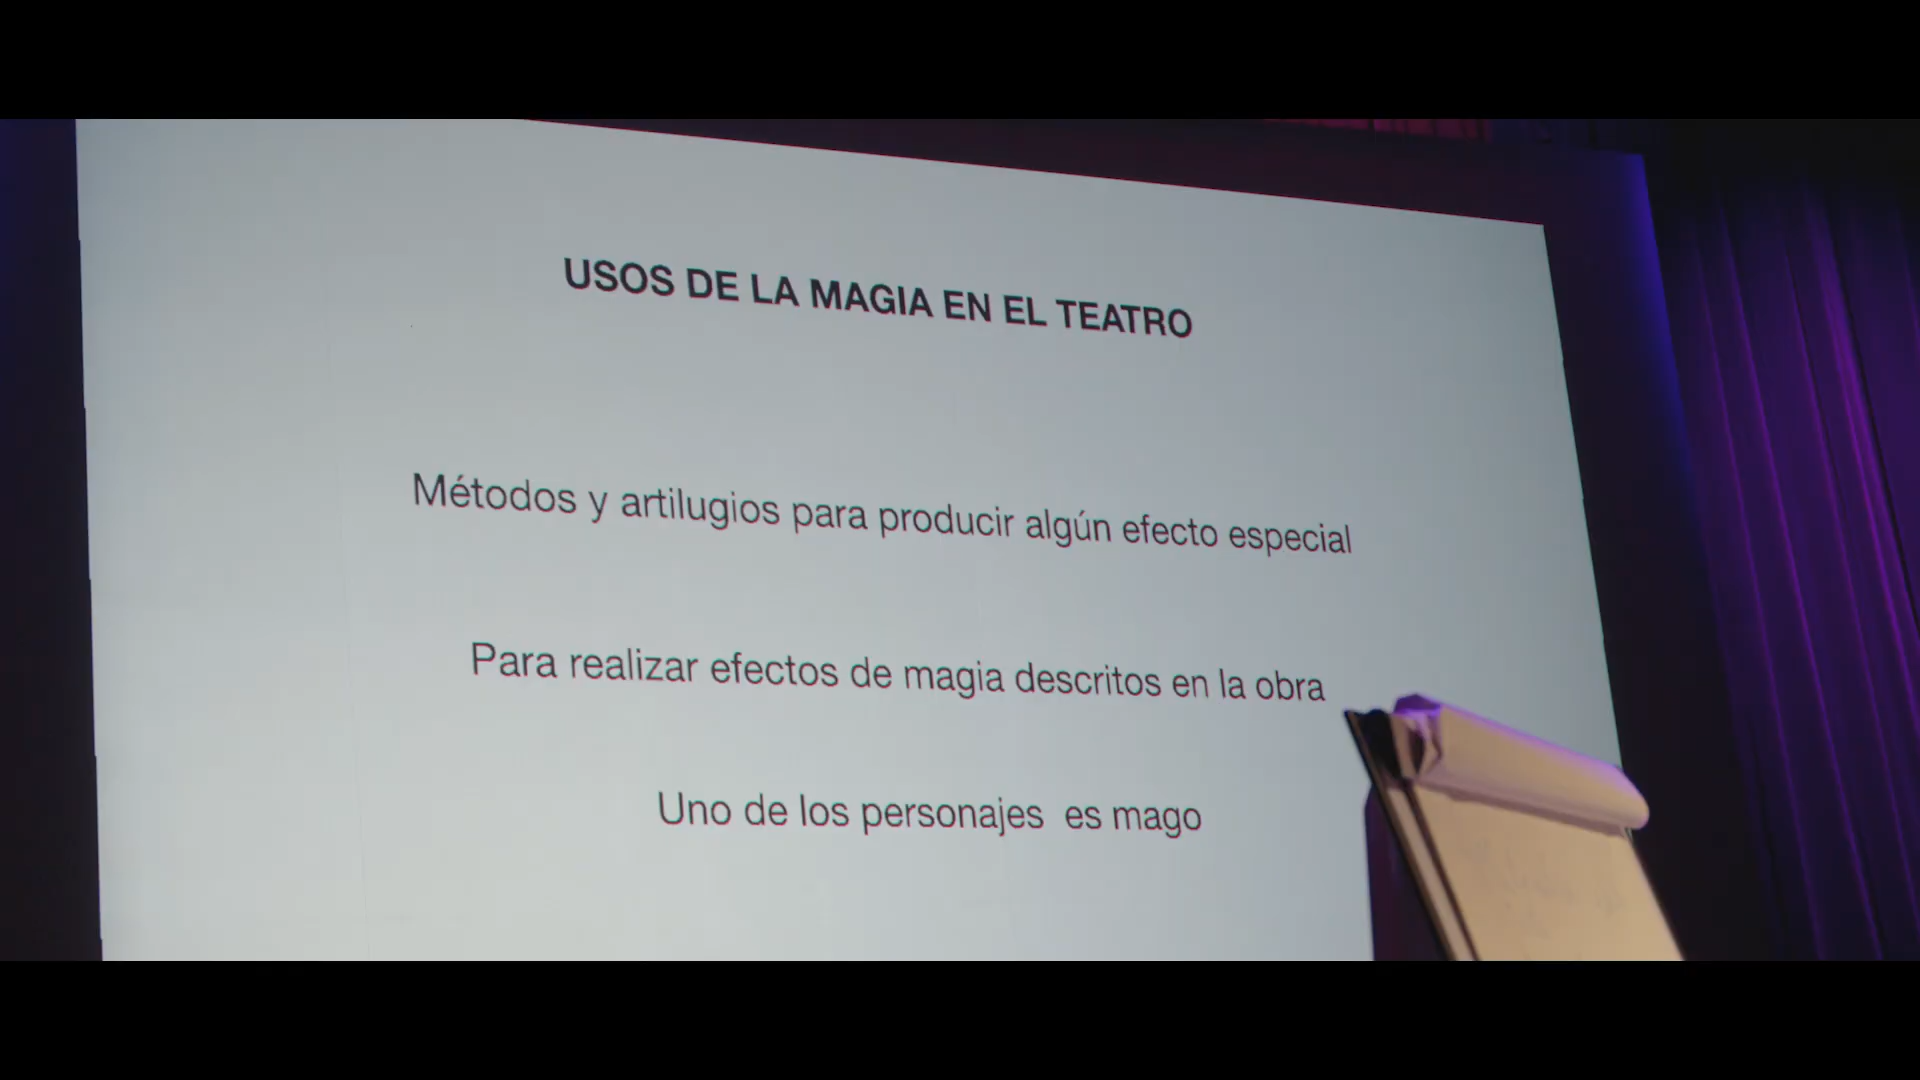 USOS DE LA MAGIA EN EL TEATRO
Métodos y artilugios para producir algún efecto especial
Para realizar efectos de magia descritos en la obra
Uno de los personajes es mago